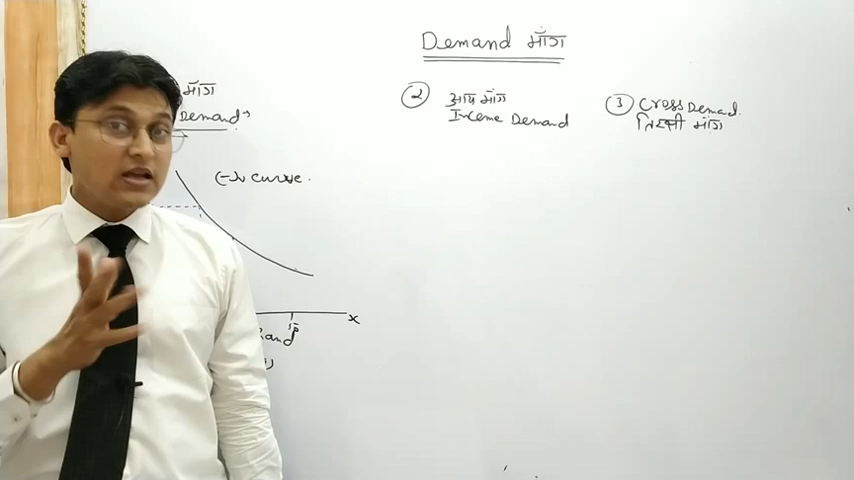 Demand माँग
माँग
Demand
(-)ve curve.
x
② आय माँग
Income Demand
③ Cross Demand.
तिरछी माँग